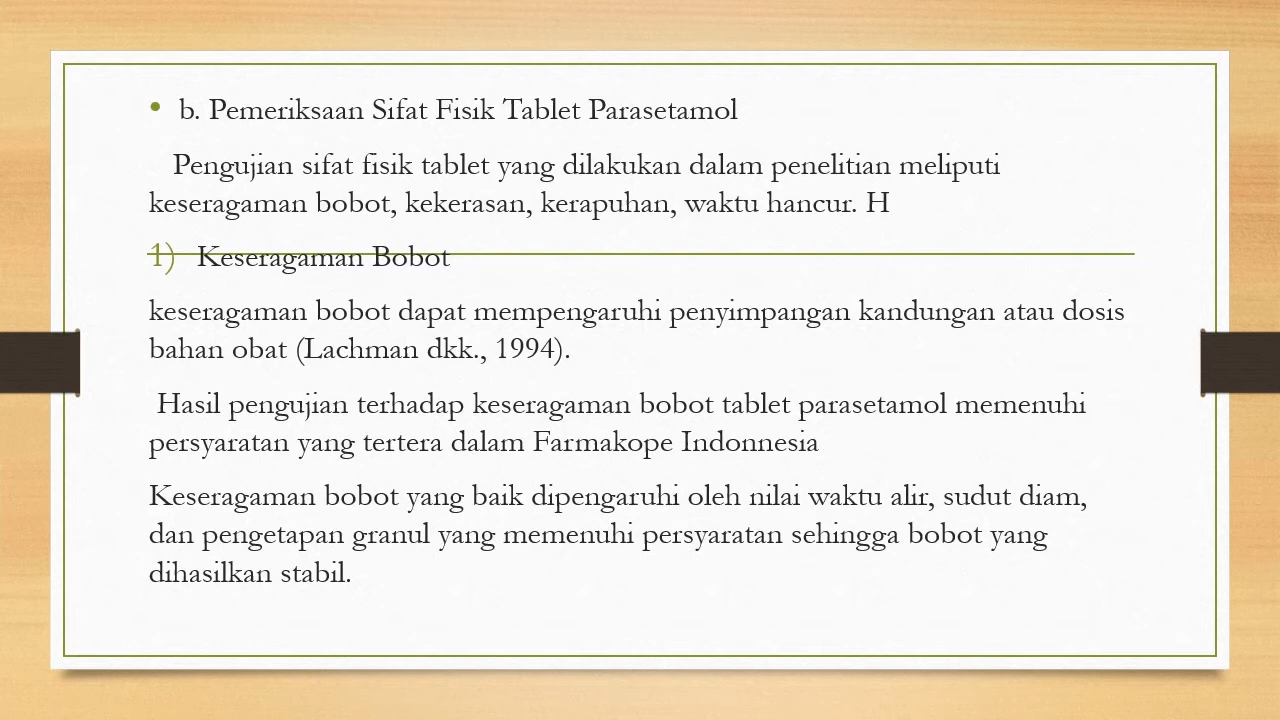 • b. Pemeriksaan Sifat Fisik Tablet Parasetamol
Pengujian sifat fisik tablet yang dilakukan dalam penelitian meliputi
keseragaman bobot, kekerasan, kerapuhan, waktu hancur. H
1) Keseragaman Bobot
keseragaman bobot dapat mempengaruhi penyimpangan kandungan atau dosis
bahan obat (Lachman dkk., 1994).
Hasil pengujian terhadap keseragaman bobot tablet parasetamol memenuhi
persyaratan yang tertera dalam Farmakope Indonnesia
Keseragaman bobot yang baik dipengaruhi oleh nilai waktu alir, sudut diam,
dan pengetapan granul yang memenuhi persyaratan sehingga bobot yang
dihasilkan stabil.